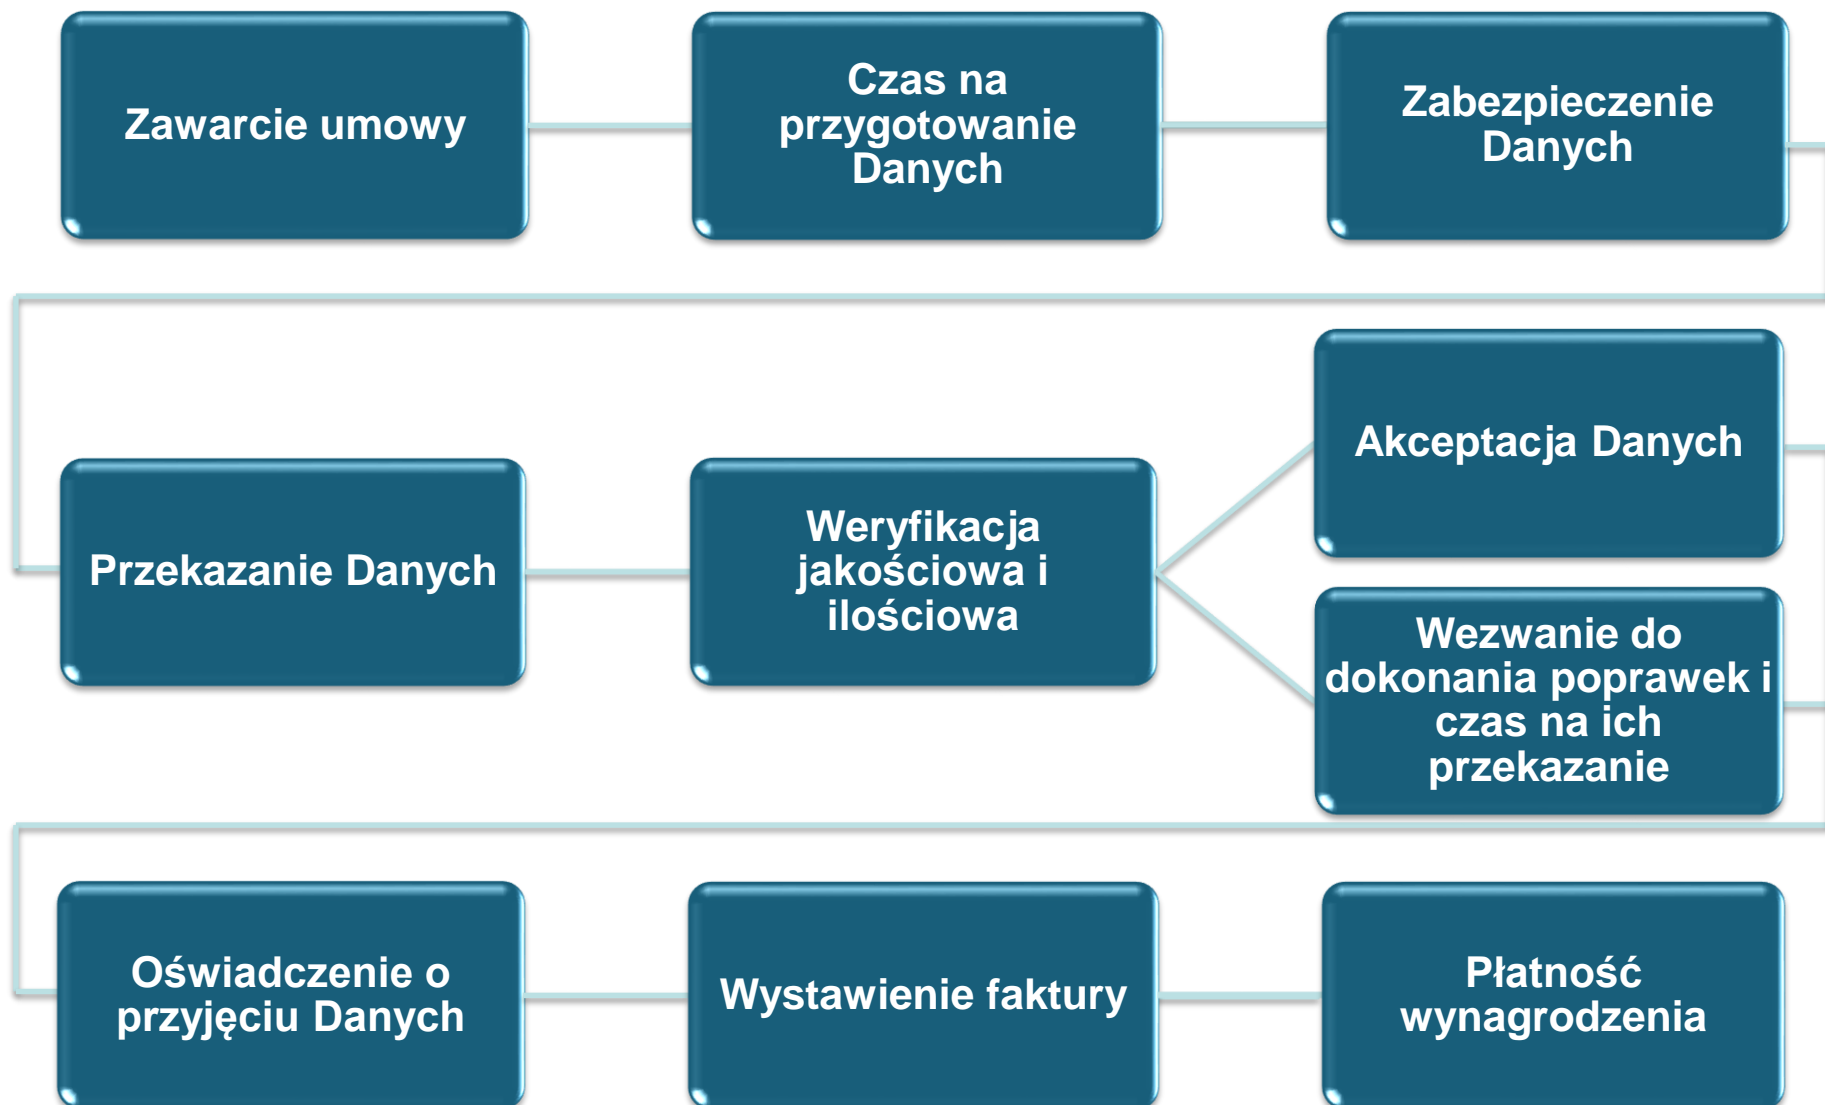 Zawarcie umowy
Czas na
przygotowanie
Danych
Zabezpieczenie
Danych
Przekazanie Danych
Weryfikacja
jakościowa i
ilościowa
Akceptacja Danych
Wezwanie do
dokonania poprawek i
czas na ich
przekazanie
Oświadczenie o
przyjęciu Danych
Wystawienie faktury
Płatność
wynagrodzenia